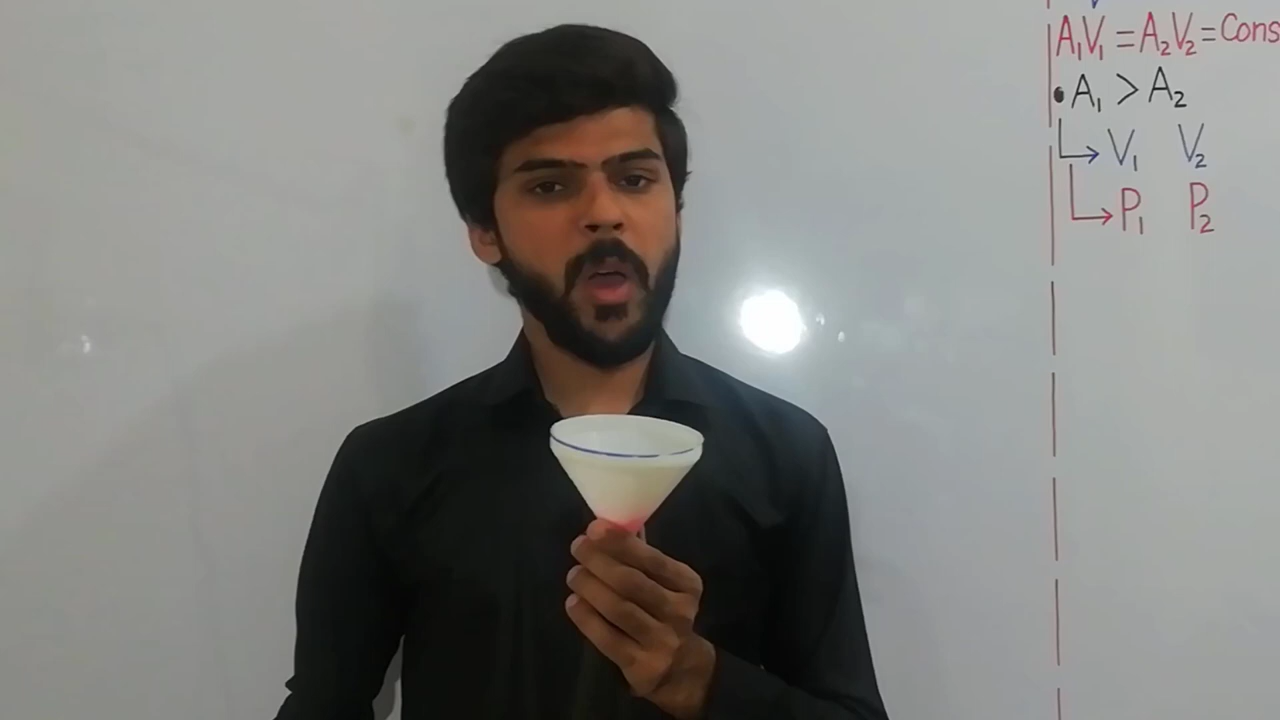 A₁V₁ = A₂V₂ = Cons
• A₁ > A₂
↳ V₁ V₂
↳ P₁ P₂